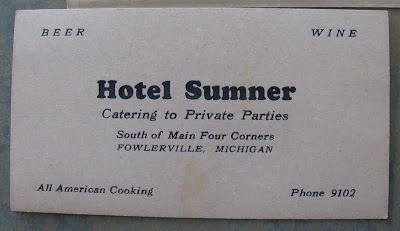 BEER WINE
Hotel Sumner
Catering to Private Parties
South of Main Four Corners
FOWLERVILLE, MICHIGAN
All American Cooking Phone 9102